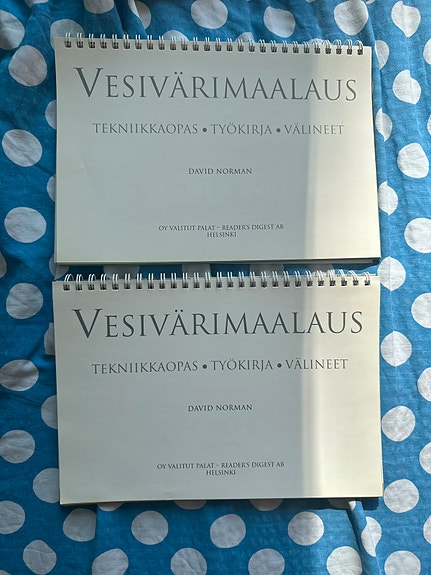 VESIVÄRIMAALAUS
TEKNIIKKAOPAS • TYÖKIRJA • VÄLINEET
DAVID NORMAN
OY VALITUT PALAT – READER'S DIGEST AB
HELSINKI
VESIVÄRIMAALAUS
TEKNIIKKAOPAS • TYÖKIRJA • VÄLINEET
DAVID NORMAN
OY VALITUT PALAT – READER'S DIGEST AB
HELSINKI